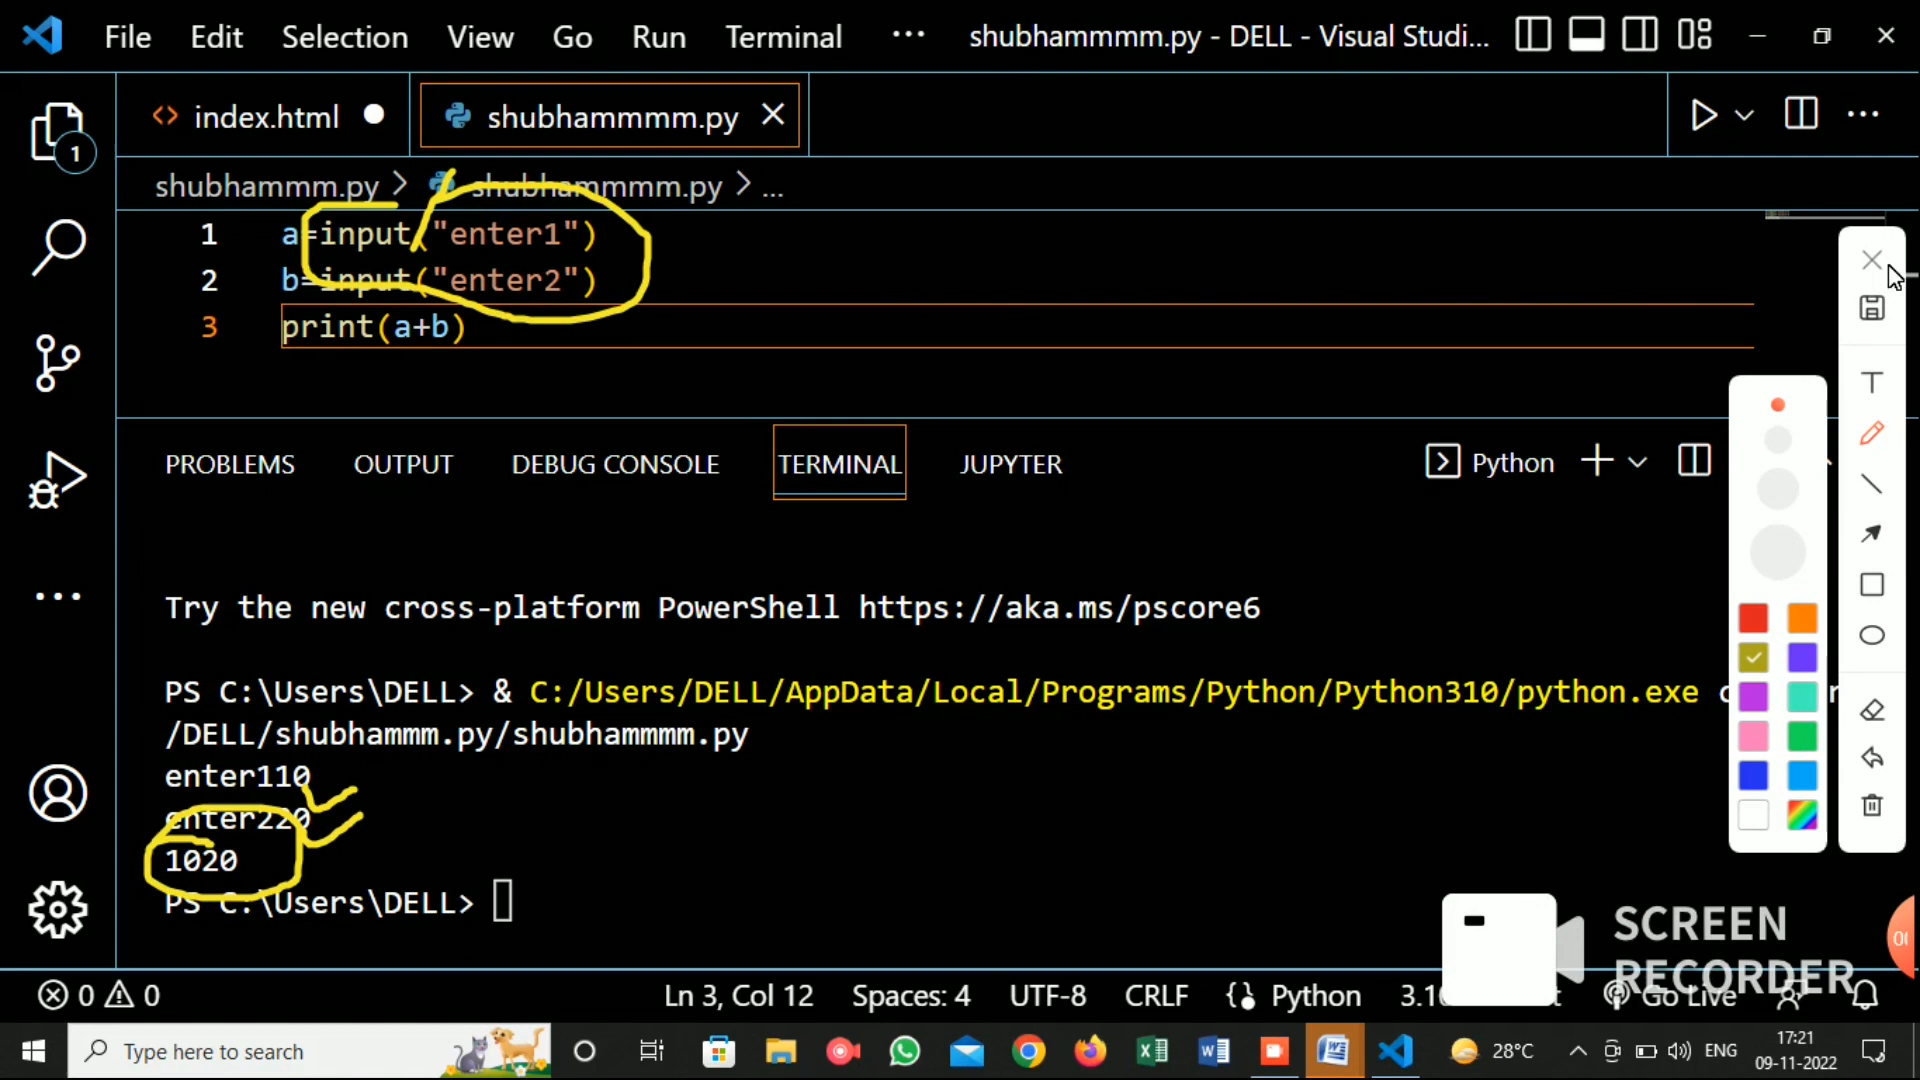 File Edit Selection View Go Run Terminal ··· shubhammmm.py - DELL - Visual Studi...
index.html shubhammmm.py
1
shubhammm.py > shubhammmm.py > ...
1 a=input("enter1")
2 b=input("enter2")
3 print(a+b)
PROBLEMS OUTPUT DEBUG CONSOLE TERMINAL JUPYTER Python
Try the new cross-platform PowerShell https://aka.ms/pscore6
PS C:\Users\DELL> & C:/Users/DELL/AppData/Local/Programs/Python/Python310/python.exe
/DELL/shubhammm.py/shubhammmm.py
enter110
enter220
1020
PS C:\Users\DELL>
SCREEN
RECORDER
0 0 Ln 3, Col 12 Spaces: 4 UTF-8 CRLF Python Go Live
Type here to search 28°C ENG 17:21
09-11-2022